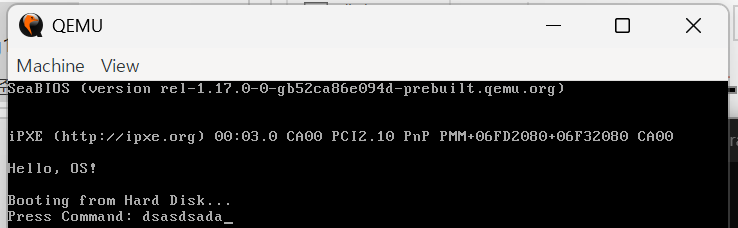 QEMU
Machine View
SeaBIOS (version rel-1.17.0-0-gb52ca86e094d-prebuilt.qemu.org)
iPXE (http://ipxe.org) 00:03.0 CA00 PCI2.10 PnP PMM+06FD2080+06F32080 CA00
Hello, OS!
Booting from Hard Disk...
Press Command: dsasdsada_